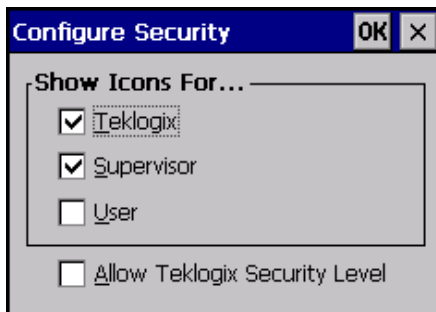 Configure Security OK ×
Show Icons For...
Teklogix
Supervisor
User
Allow Teklogix Security Level